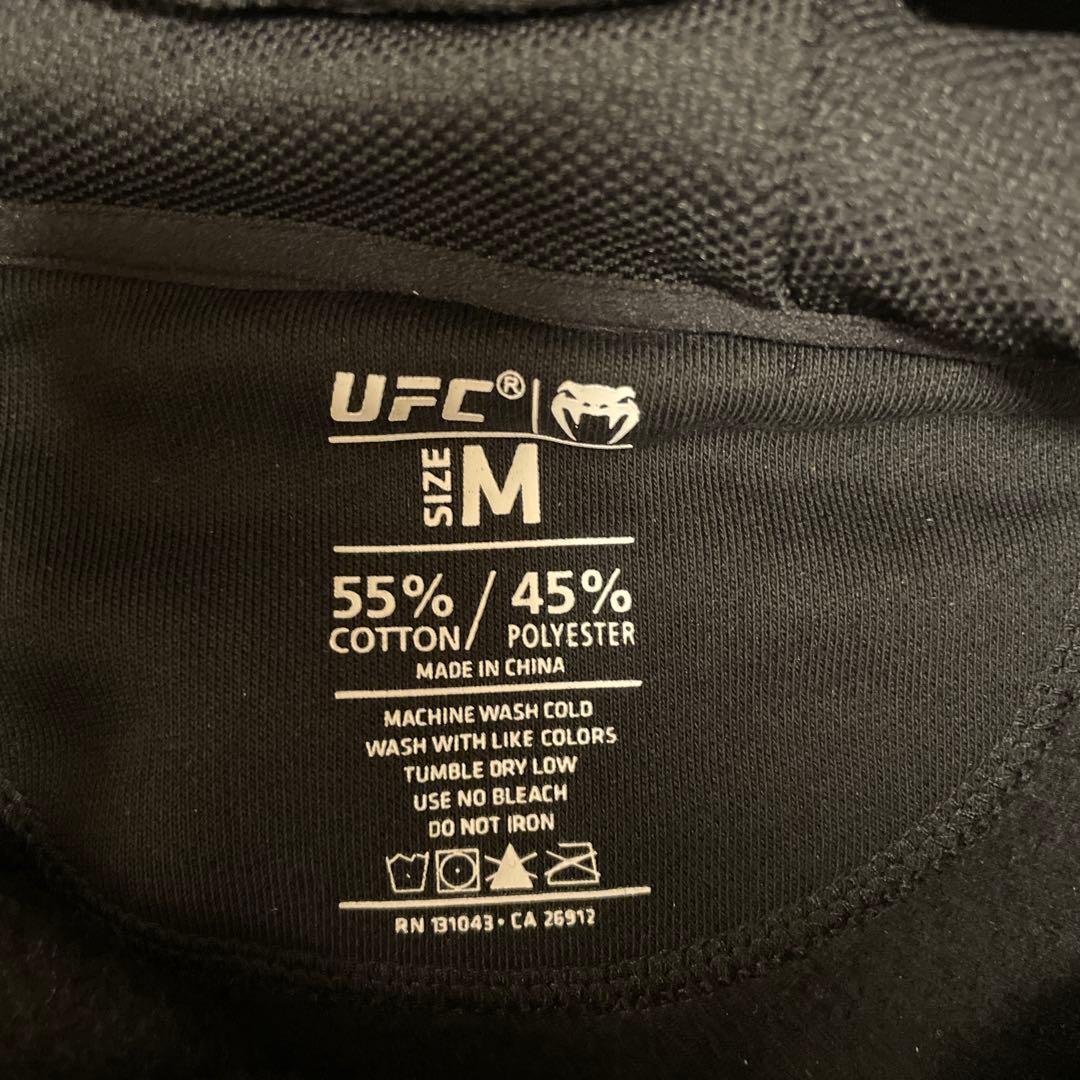 UFC®
SIZE M
55% / 45%
COTTON POLYESTER
MADE IN CHINA
MACHINE WASH COLD
WASH WITH LIKE COLORS
TUMBLE DRY LOW
USE NO BLEACH
DO NOT IRON
RN 131043 • CA 26912